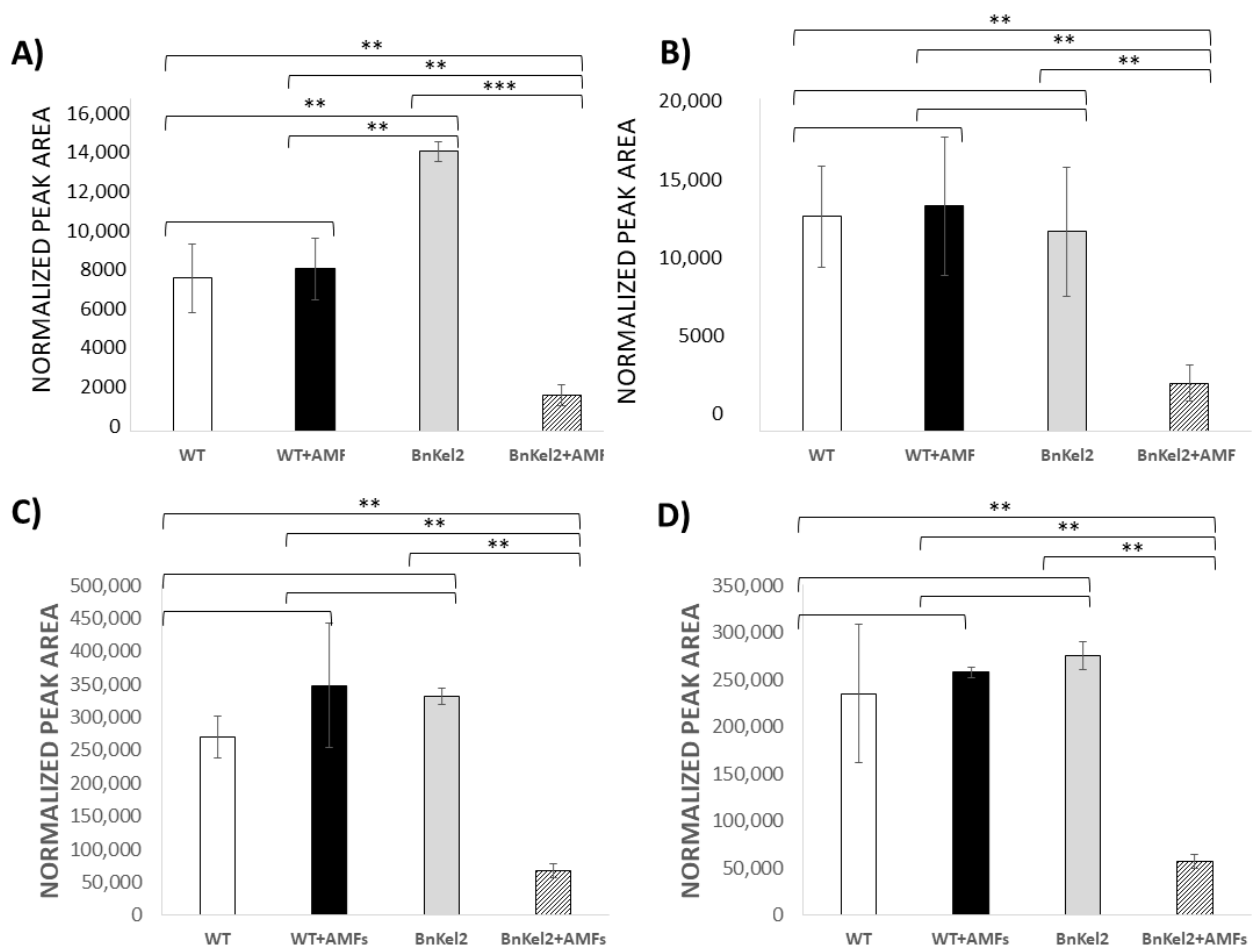 A)
**
**
***
**
**
NORMALIZED PEAK AREA
16,000
14,000
12,000
10,000
8000
6000
4000
2000
0
WT
WT+AMF
BnKel2
BnKel2+AMF
B)
**
**
**
NORMALIZED PEAK AREA
20,000
15,000
10,000
5000
0
WT
WT+AMF
BnKel2
BnKel2+AMF
C)
**
**
**
NORMALIZED PEAK AREA
500,000
450,000
400,000
350,000
300,000
250,000
200,000
150,000
100,000
50,000
0
WT
WT+AMFs
BnKel2
BnKel2+AMFs
D)
**
**
**
NORMALIZED PEAK AREA
350,000
300,000
250,000
200,000
150,000
100,000
50,000
0
WT
WT+AMFs
BnKel2
BnKel2+AMFs